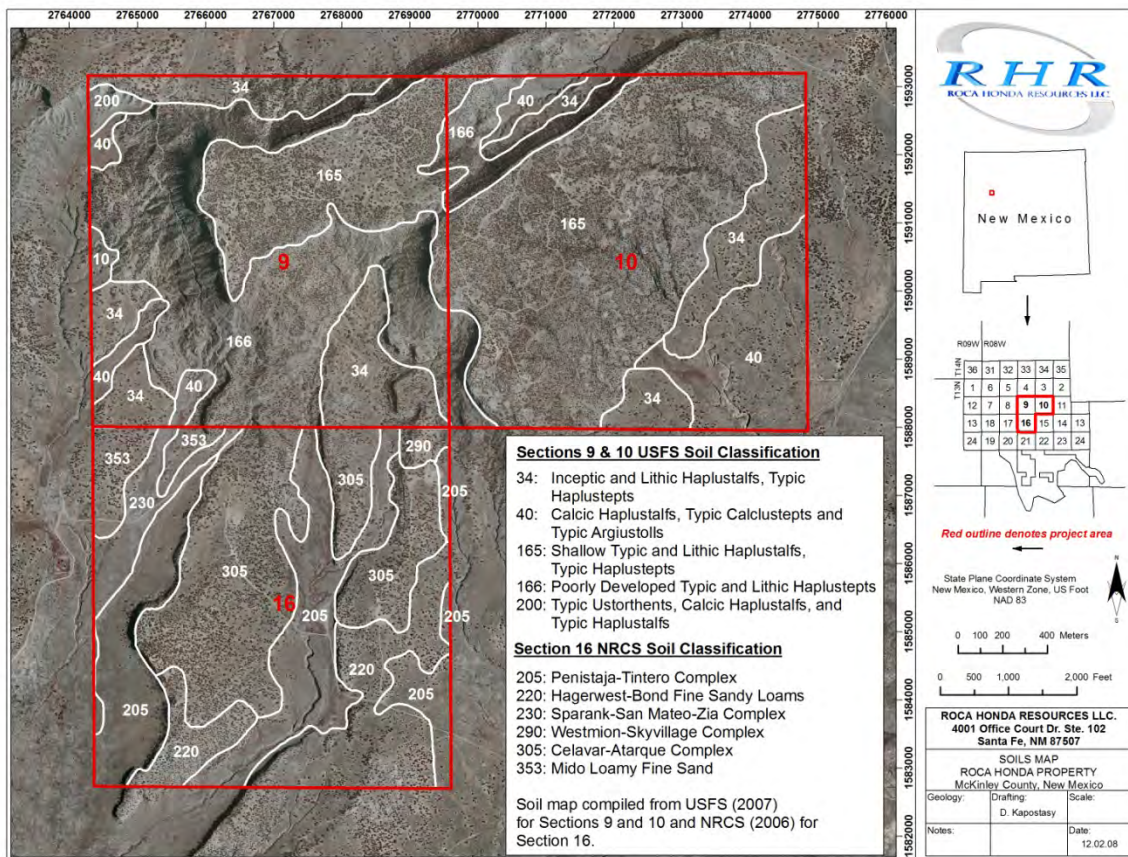 2764000 2765000 2766000 2767000 2768000 2769000 2770000 2771000 2772000 2773000 2774000 2775000 2776000
1593000
1592000
1591000
1590000
1589000
1588000
1587000
1586000
1585000
1584000
1583000
1582000
34
200
40
40
34
166
165
165
10
9
10
34
34
166
34
40
40
40
34
34
353
353
290
305
205
230
305
305
16
205
205
220
205
205
220
Sections 9 & 10 USFS Soil Classification
34: Inceptic and Lithic Haplustalfs, Typic
Haplustepts
40: Calcic Haplustalfs, Typic Calclustepts and
Typic Argiustolls
165: Shallow Typic and Lithic Haplustalfs,
Typic Haplustepts
166: Poorly Developed Typic and Lithic Haplustepts
200: Typic Ustorthents, Calcic Haplustalfs, and
Typic Haplustalfs
Section 16 NRCS Soil Classification
205: Penistaja-Tintero Complex
220: Hagerwest-Bond Fine Sandy Loams
230: Sparank-San Mateo-Zia Complex
290: Westmion-Skyvillage Complex
305: Celavar-Atarque Complex
353: Mido Loamy Fine Sand
Soil map compiled from USFS (2007)
for Sections 9 and 10 and NRCS (2006) for
Section 16.
RHR
ROCA HONDA RESOURCES LLC
New Mexico
R09W R08W
T14N
T13N
36 31 32 33 34 35
1 6 5 4 3 2
12 7 8 9 10 11
13 18 17 16 15 14 13
24 19 20 21 22 23 24
Red outline denotes project area
State Plane Coordinate System
New Mexico, Western Zone, US Foot
NAD 83
N
S
0 100 200 400 Meters
0 500 1,000 2,000 Feet
ROCA HONDA RESOURCES LLC.
4001 Office Court Dr. Ste. 102
Santa Fe, NM 87507
SOILS MAP
ROCA HONDA PROPERTY
McKinley County, New Mexico
Geology: Drafting: Scale:
D. Kapostasy
Notes: Date:
12.02.08